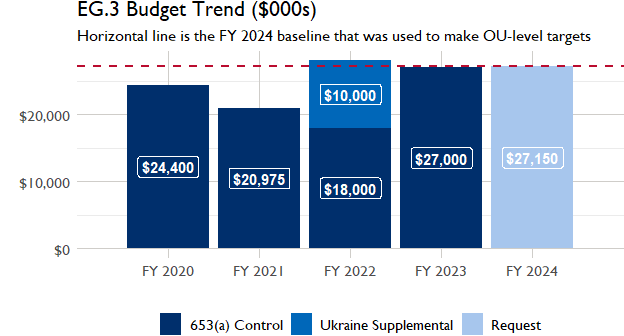 EG.3 Budget Trend ($000s)
Horizontal line is the FY 2024 baseline that was used to make OU-level targets
$20,000
$10,000
$0
$24,400
$20,975
$10,000
$18,000
$27,000
$27,150
FY 2020 FY 2021 FY 2022 FY 2023 FY 2024
653(a) Control Ukraine Supplemental Request